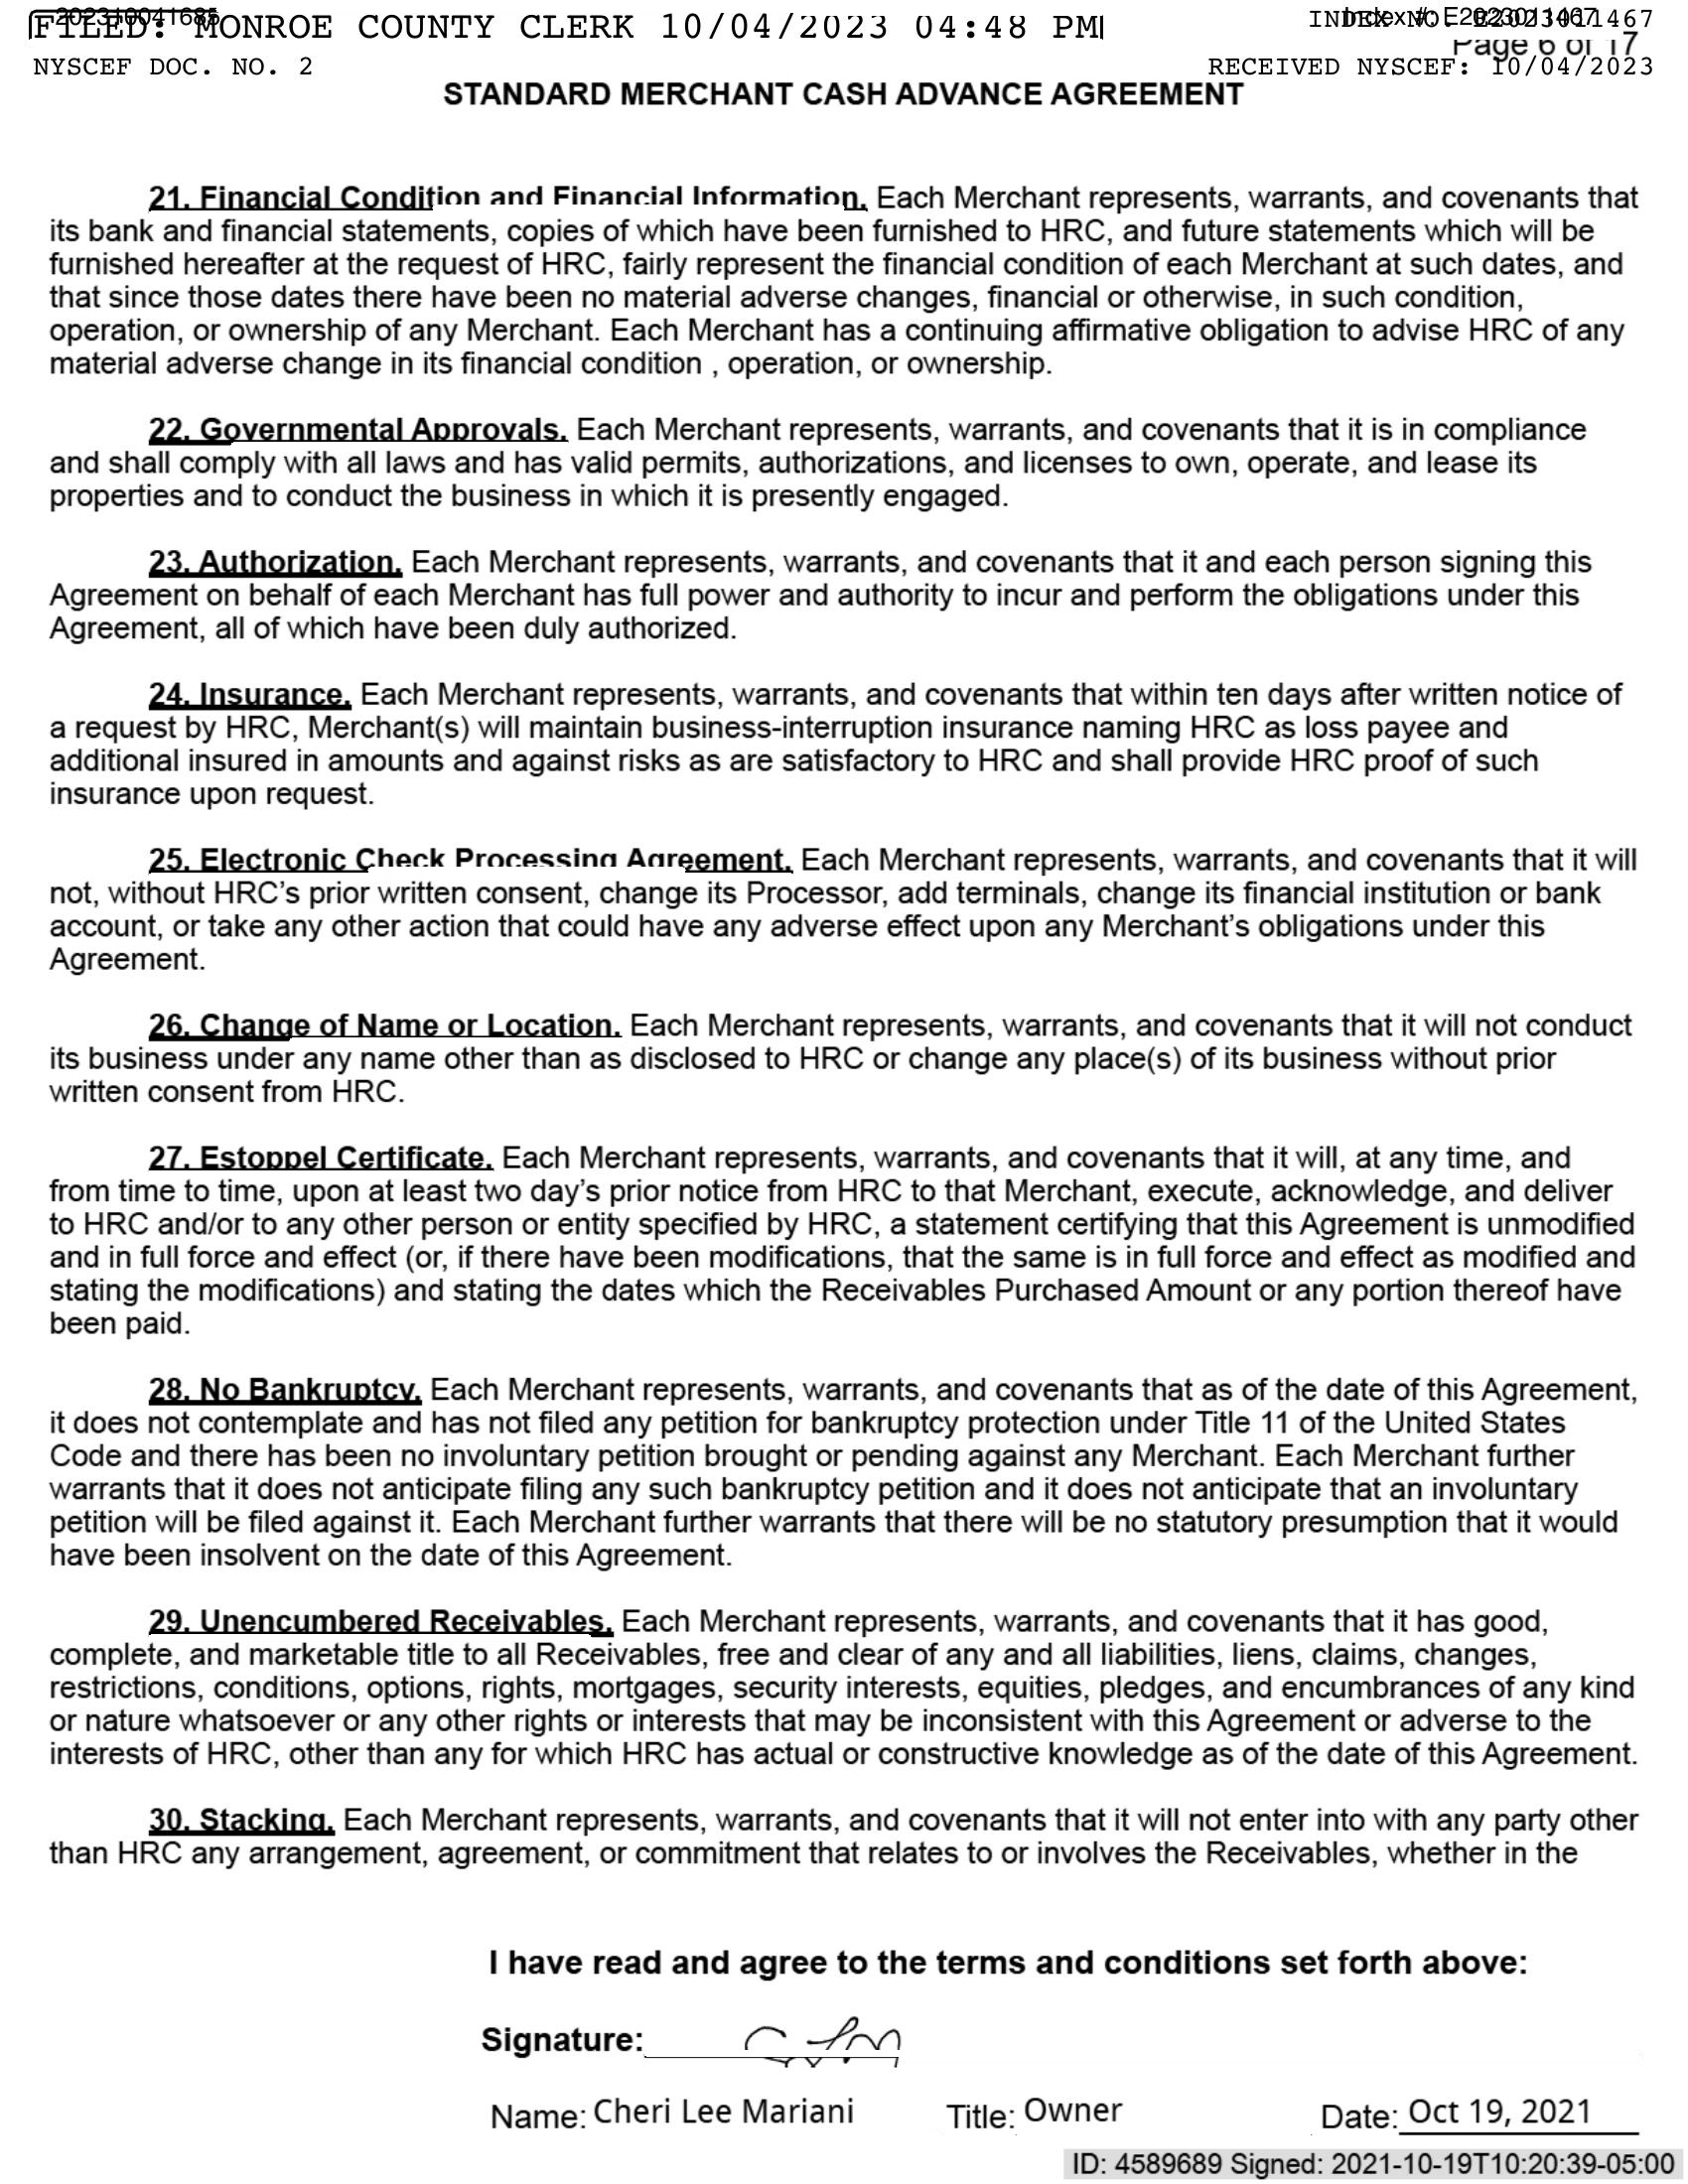 202310041685
FILED: MONROE COUNTY CLERK 10/04/2023 04:48 PM
INDEX NO. E2023011467
Index #: E2023011467
Page 6 of 17
NYSCEF DOC. NO. 2
RECEIVED NYSCEF: 10/04/2023
STANDARD MERCHANT CASH ADVANCE AGREEMENT
21. Financial Condition and Financial Information. Each Merchant represents, warrants, and covenants that
its bank and financial statements, copies of which have been furnished to HRC, and future statements which will be
furnished hereafter at the request of HRC, fairly represent the financial condition of each Merchant at such dates, and
that since those dates there have been no material adverse changes, financial or otherwise, in such condition,
operation, or ownership of any Merchant. Each Merchant has a continuing affirmative obligation to advise HRC of any
material adverse change in its financial condition , operation, or ownership.
22. Governmental Approvals. Each Merchant represents, warrants, and covenants that it is in compliance
and shall comply with all laws and has valid permits, authorizations, and licenses to own, operate, and lease its
properties and to conduct the business in which it is presently engaged.
23. Authorization. Each Merchant represents, warrants, and covenants that it and each person signing this
Agreement on behalf of each Merchant has full power and authority to incur and perform the obligations under this
Agreement, all of which have been duly authorized.
24. Insurance. Each Merchant represents, warrants, and covenants that within ten days after written notice of
a request by HRC, Merchant(s) will maintain business-interruption insurance naming HRC as loss payee and
additional insured in amounts and against risks as are satisfactory to HRC and shall provide HRC proof of such
insurance upon request.
25. Electronic Check Processing Agreement. Each Merchant represents, warrants, and covenants that it will
not, without HRC's prior written consent, change its Processor, add terminals, change its financial institution or bank
account, or take any other action that could have any adverse effect upon any Merchant's obligations under this
Agreement.
26. Change of Name or Location. Each Merchant represents, warrants, and covenants that it will not conduct
its business under any name other than as disclosed to HRC or change any place(s) of its business without prior
written consent from HRC.
27. Estoppel Certificate. Each Merchant represents, warrants, and covenants that it will, at any time, and
from time to time, upon at least two day's prior notice from HRC to that Merchant, execute, acknowledge, and deliver
to HRC and/or to any other person or entity specified by HRC, a statement certifying that this Agreement is unmodified
and in full force and effect (or, if there have been modifications, that the same is in full force and effect as modified and
stating the modifications) and stating the dates which the Receivables Purchased Amount or any portion thereof have
been paid.
28. No Bankruptcy. Each Merchant represents, warrants, and covenants that as of the date of this Agreement,
it does not contemplate and has not filed any petition for bankruptcy protection under Title 11 of the United States
Code and there has been no involuntary petition brought or pending against any Merchant. Each Merchant further
warrants that it does not anticipate filing any such bankruptcy petition and it does not anticipate that an involuntary
petition will be filed against it. Each Merchant further warrants that there will be no statutory presumption that it would
have been insolvent on the date of this Agreement.
29. Unencumbered Receivables. Each Merchant represents, warrants, and covenants that it has good,
complete, and marketable title to all Receivables, free and clear of any and all liabilities, liens, claims, changes,
restrictions, conditions, options, rights, mortgages, security interests, equities, pledges, and encumbrances of any kind
or nature whatsoever or any other rights or interests that may be inconsistent with this Agreement or adverse to the
interests of HRC, other than any for which HRC has actual or constructive knowledge as of the date of this Agreement.
30. Stacking. Each Merchant represents, warrants, and covenants that it will not enter into with any party other
than HRC any arrangement, agreement, or commitment that relates to or involves the Receivables, whether in the
I have read and agree to the terms and conditions set forth above:
Signature:
Name: Cheri Lee Mariani Title: Owner Date: Oct 19, 2021
ID: 4589689 Signed: 2021-10-19T10:20:39-05:00